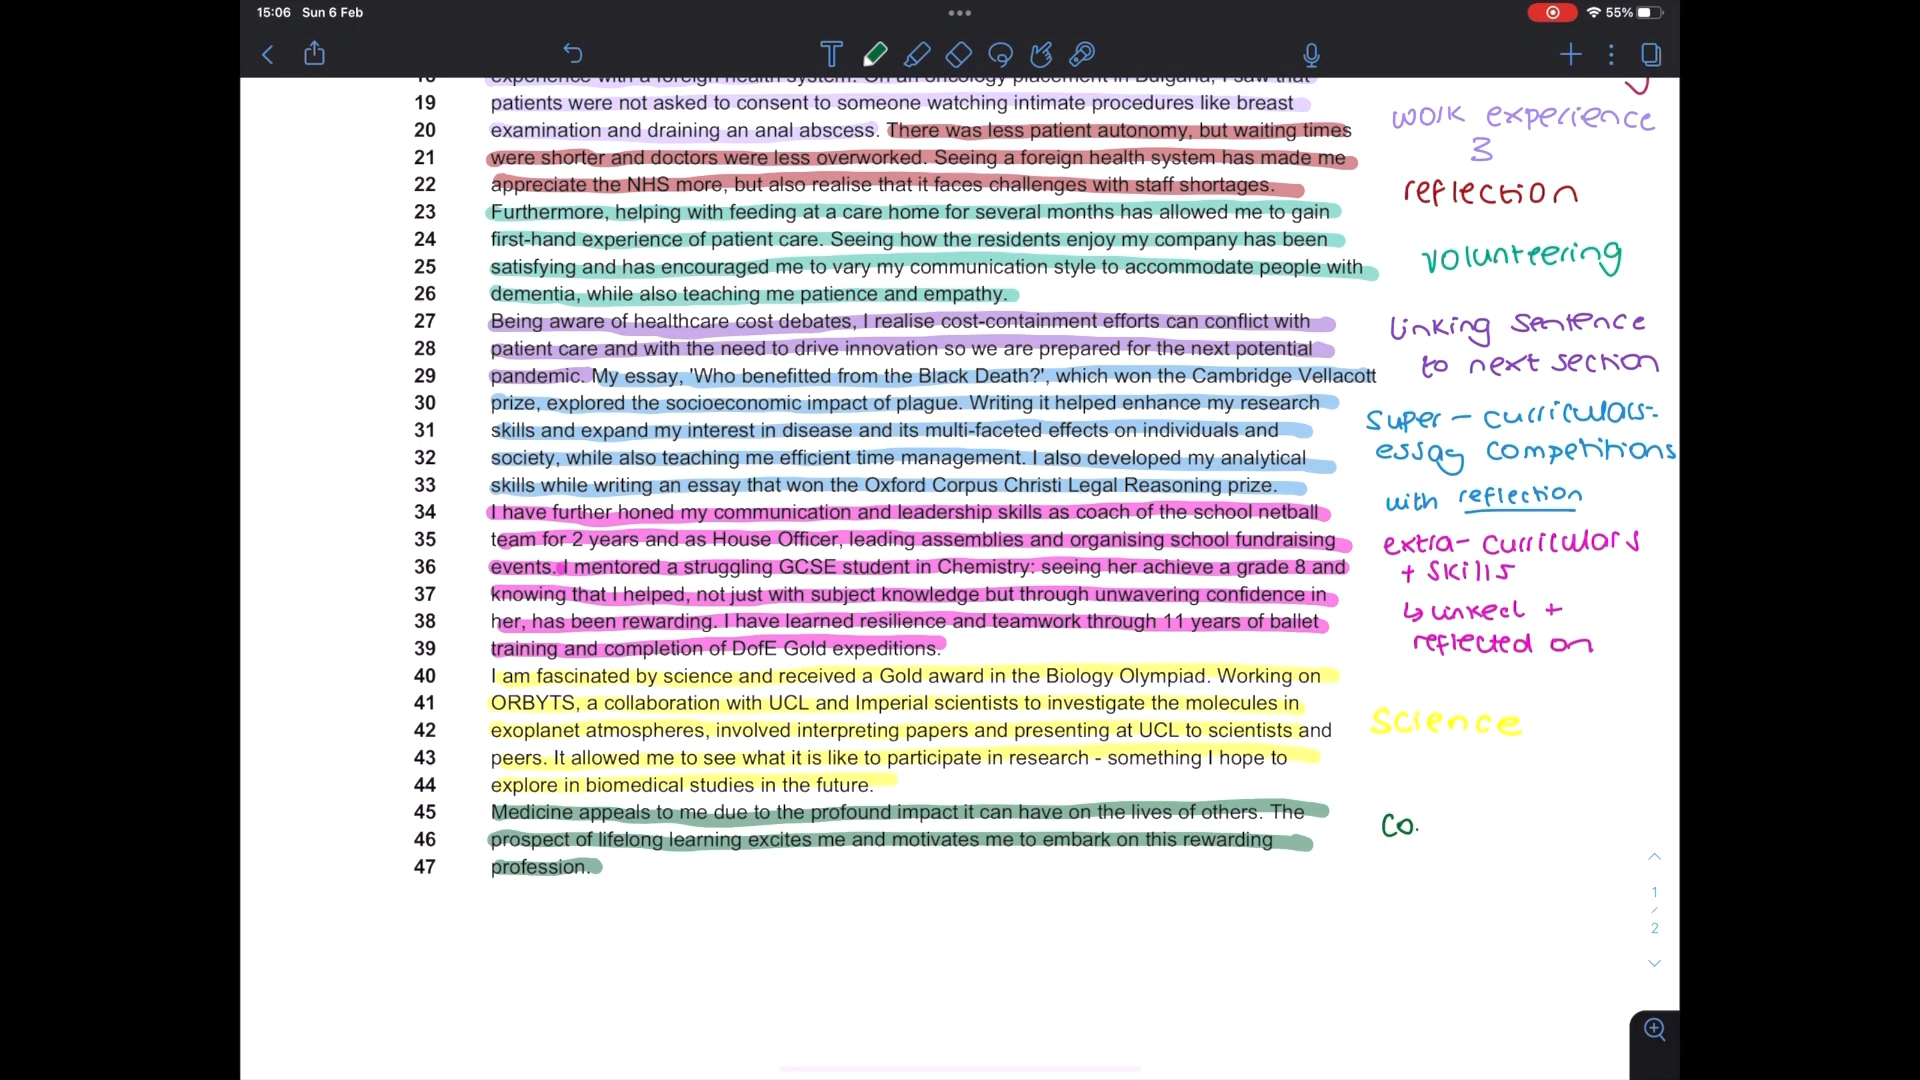 15:06 Sun 6 Feb
55%
18 experience with a foreign health system. On an oncology placement in Bulgaria, I saw that
19 patients were not asked to consent to someone watching intimate procedures like breast
20 examination and draining an anal abscess. There was less patient autonomy, but waiting times
21 were shorter and doctors were less overworked. Seeing a foreign health system has made me
22 appreciate the NHS more, but also realise that it faces challenges with staff shortages.
23 Furthermore, helping with feeding at a care home for several months has allowed me to gain
24 first-hand experience of patient care. Seeing how the residents enjoy my company has been
25 satisfying and has encouraged me to vary my communication style to accommodate people with
26 dementia, while also teaching me patience and empathy.
27 Being aware of healthcare cost debates, I realise cost-containment efforts can conflict with
28 patient care and with the need to drive innovation so we are prepared for the next potential
29 pandemic. My essay, 'Who benefitted from the Black Death?', which won the Cambridge Vellacott
30 prize, explored the socioeconomic impact of plague. Writing it helped enhance my research
31 skills and expand my interest in disease and its multi-faceted effects on individuals and
32 society, while also teaching me efficient time management. I also developed my analytical
33 skills while writing an essay that won the Oxford Corpus Christi Legal Reasoning prize.
34 I have further honed my communication and leadership skills as coach of the school netball
35 team for 2 years and as House Officer, leading assemblies and organising school fundraising
36 events. I mentored a struggling GCSE student in Chemistry: seeing her achieve a grade 8 and
37 knowing that I helped, not just with subject knowledge but through unwavering confidence in
38 her, has been rewarding. I have learned resilience and teamwork through 11 years of ballet
39 training and completion of DofE Gold expeditions.
40 I am fascinated by science and received a Gold award in the Biology Olympiad. Working on
41 ORBYTS, a collaboration with UCL and Imperial scientists to investigate the molecules in
42 exoplanet atmospheres, involved interpreting papers and presenting at UCL to scientists and
43 peers. It allowed me to see what it is like to participate in research - something I hope to
44 explore in biomedical studies in the future.
45 Medicine appeals to me due to the profound impact it can have on the lives of others. The
46 prospect of lifelong learning excites me and motivates me to embark on this rewarding
47 profession.
work experience
3
reflection
volunteering
linking sentence
to next section
super-curriculars-
essay competitions
with reflection
extra-curriculars
+ skills
↳ linked +
reflected on
science
co.
1
/
2